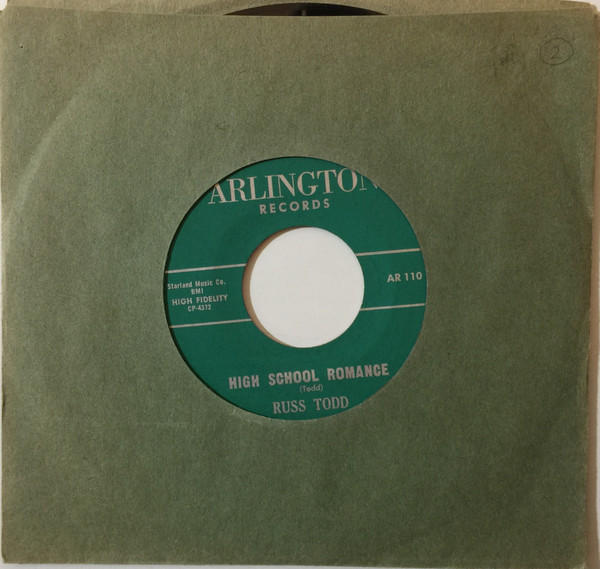 2
ARLINGTON
RECORDS
Starland Music Co.
BMI
HIGH FIDELITY
CP-4372
AR 110
HIGH SCHOOL ROMANCE
(Todd)
RUSS TODD